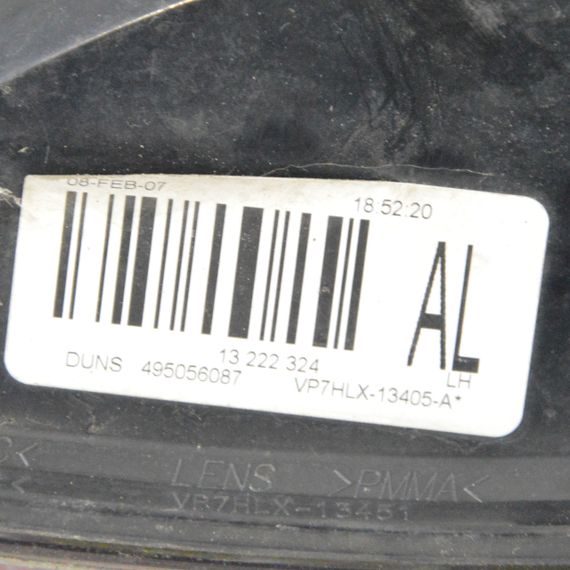 08-FEB-07
18:52:20
AL
13 222 324
LH
DUNS 495056087
VP7HLX-13405-A*
LENS >PMMA<
VP7HLX-13451